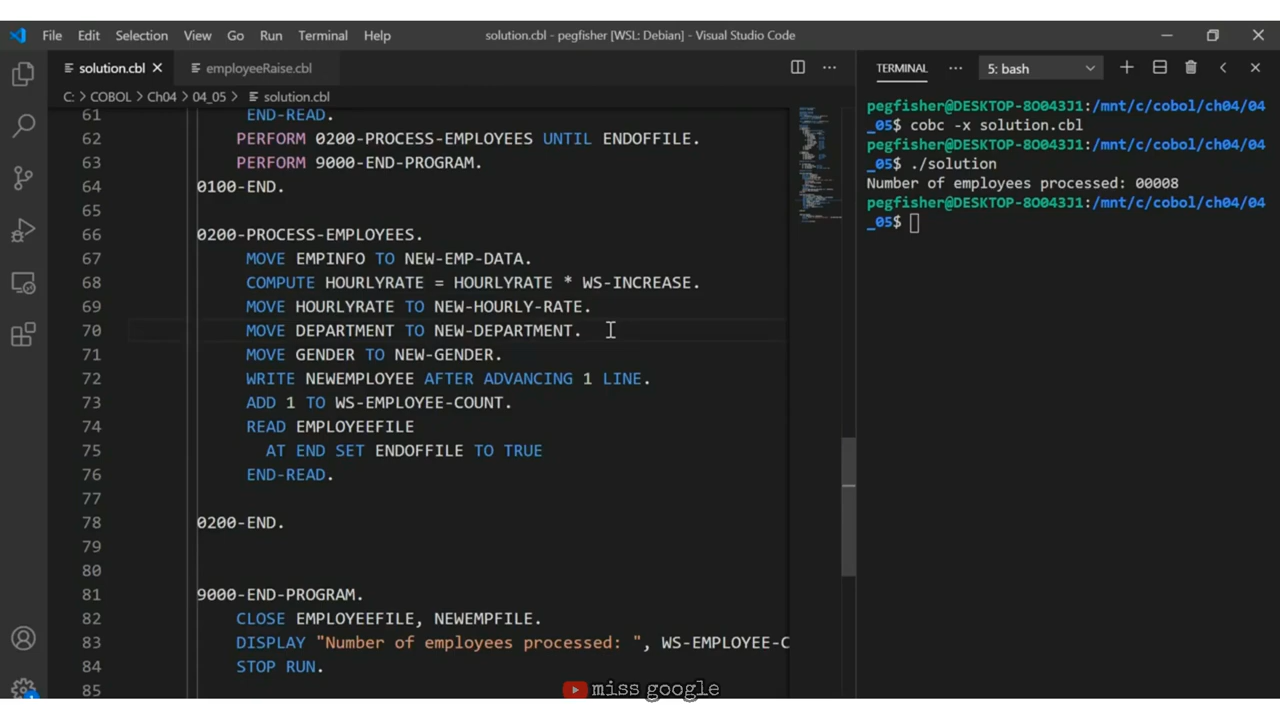 File Edit Selection View Go Run Terminal Help solution.cbl - pegfisher [WSL: Debian] - Visual Studio Code
solution.cbl employeeRaise.cbl
C: > COBOL > Ch04 > 04_05 > solution.cbl
61 END-READ.
62 PERFORM 0200-PROCESS-EMPLOYEES UNTIL ENDOFFILE.
63 PERFORM 9000-END-PROGRAM.
64 0100-END.
65
66 0200-PROCESS-EMPLOYEES.
67 MOVE EMPINFO TO NEW-EMP-DATA.
68 COMPUTE HOURLYRATE = HOURLYRATE * WS-INCREASE.
69 MOVE HOURLYRATE TO NEW-HOURLY-RATE.
70 MOVE DEPARTMENT TO NEW-DEPARTMENT.
71 MOVE GENDER TO NEW-GENDER.
72 WRITE NEWEMPLOYEE AFTER ADVANCING 1 LINE.
73 ADD 1 TO WS-EMPLOYEE-COUNT.
74 READ EMPLOYEEFILE
75 AT END SET ENDOFFILE TO TRUE
76 END-READ.
77
78 0200-END.
79
80
81 9000-END-PROGRAM.
82 CLOSE EMPLOYEEFILE, NEWEMPFILE.
83 DISPLAY "Number of employees processed: ", WS-EMPLOYEE-C
84 STOP RUN.
85
TERMINAL 5: bash
pegfisher@DESKTOP-8O043J1:/mnt/c/cobol/ch04/04
_05$ cobc -x solution.cbl
pegfisher@DESKTOP-8O043J1:/mnt/c/cobol/ch04/04
_05$ ./solution
Number of employees processed: 00008
pegfisher@DESKTOP-8O043J1:/mnt/c/cobol/ch04/04
_05$
miss google